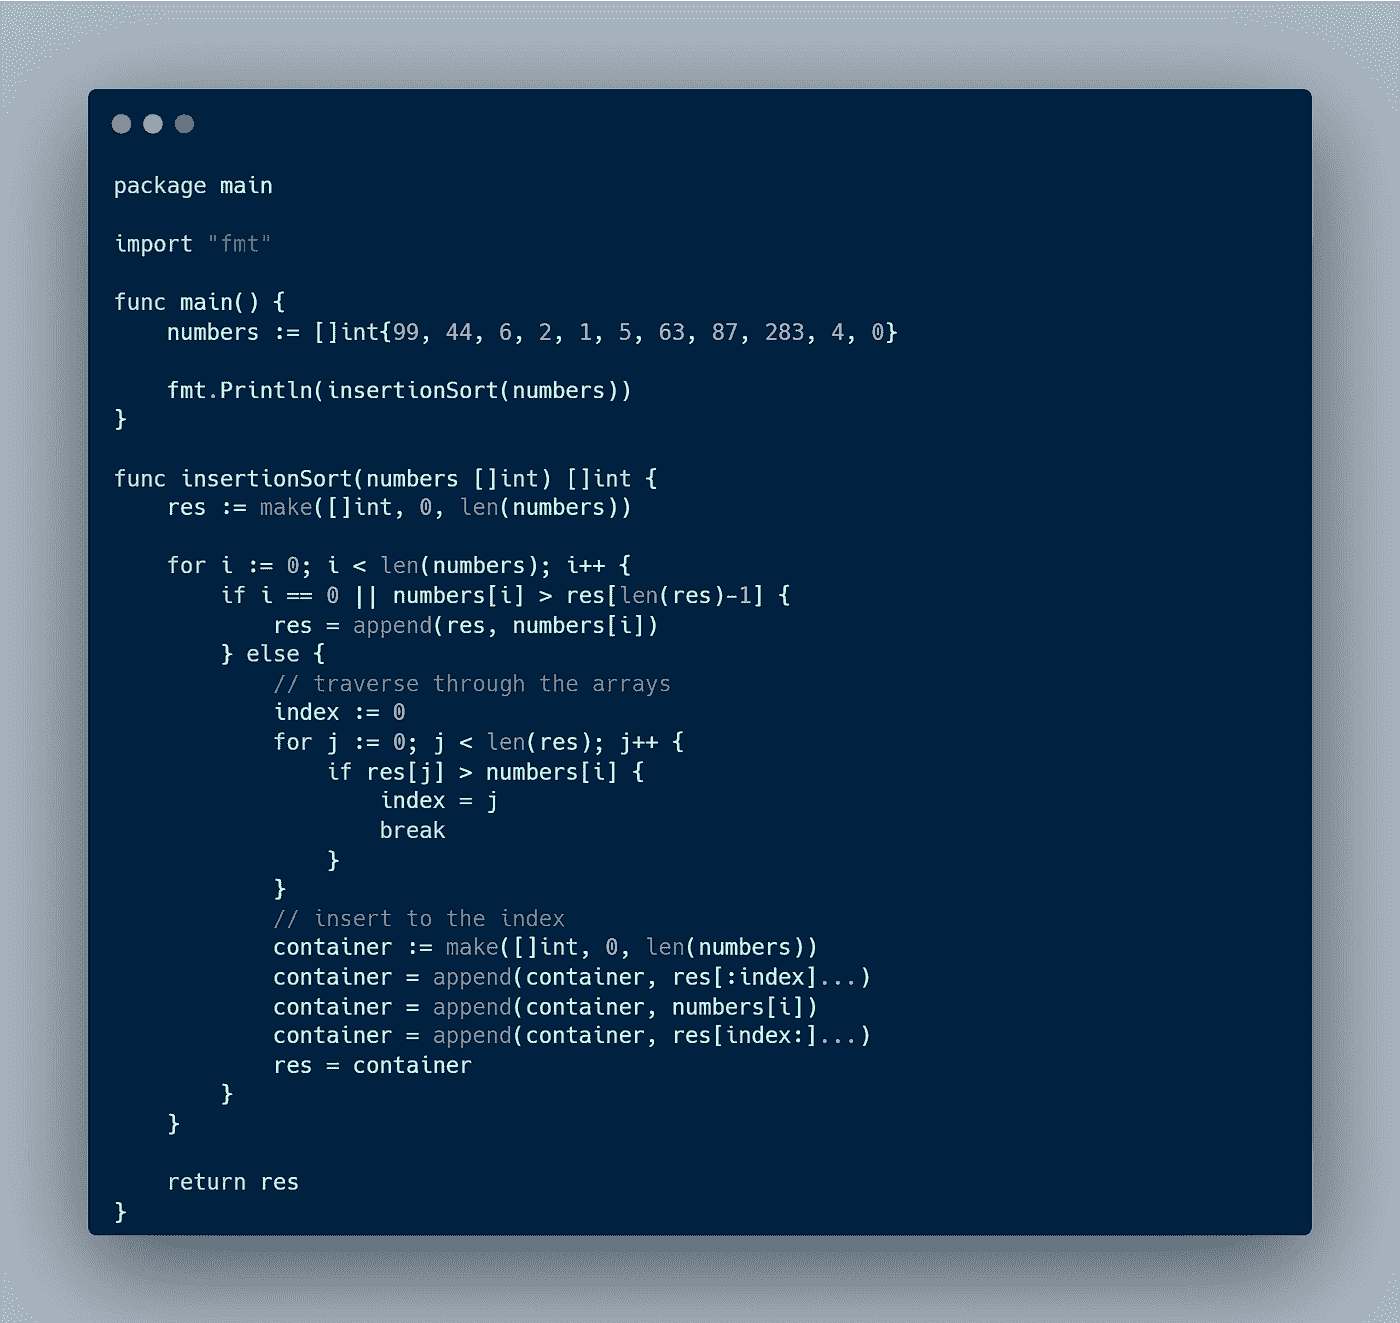 package main
import "fmt"
func main() {
    numbers := []int{99, 44, 6, 2, 1, 5, 63, 87, 283, 4, 0}
    fmt.Println(insertionSort(numbers))
}
func insertionSort(numbers []int) []int {
    res := make([]int, 0, len(numbers))
    for i := 0; i < len(numbers); i++ {
        if i == 0 || numbers[i] > res[len(res)-1] {
            res = append(res, numbers[i])
        } else {
            // traverse through the arrays
            index := 0
            for j := 0; j < len(res); j++ {
                if res[j] > numbers[i] {
                    index = j
                    break
                }
            }
            // insert to the index
            container := make([]int, 0, len(numbers))
            container = append(container, res[:index]...)
            container = append(container, numbers[i])
            container = append(container, res[index:]...)
            res = container
        }
    }
    return res
}